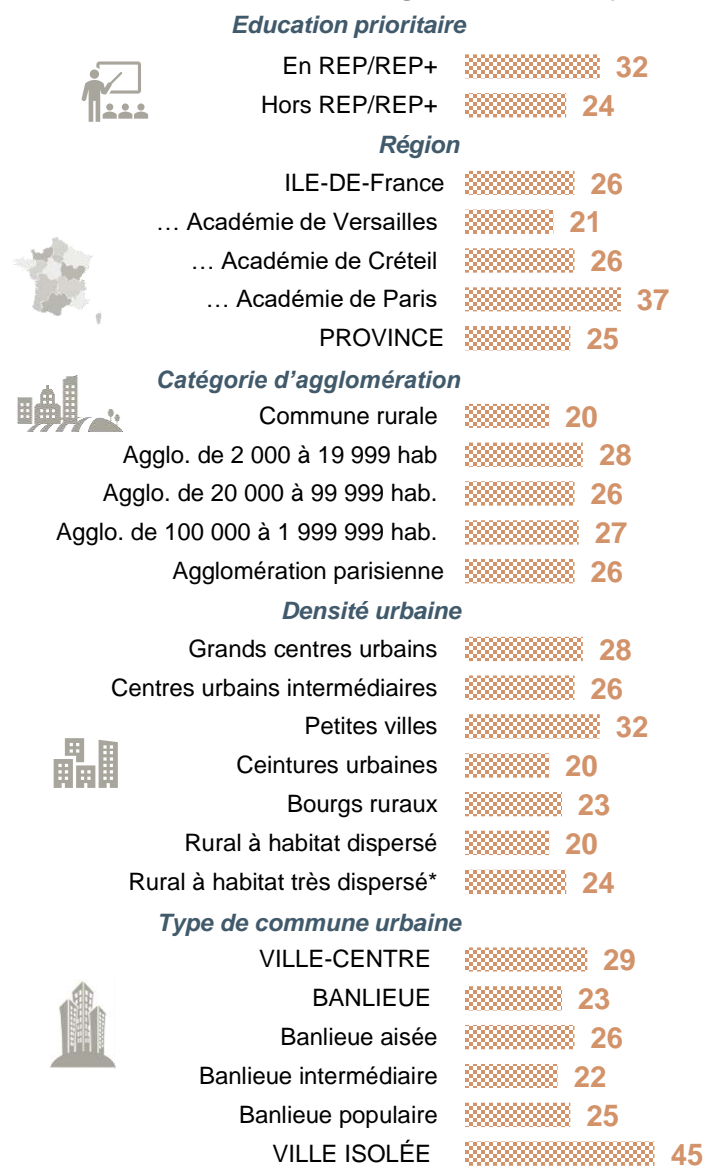 Education prioritaire
En REP/REP+ 32
Hors REP/REP+ 24
Région
ILE-DE-France 26
… Académie de Versailles 21
… Académie de Créteil 26
… Académie de Paris 37
PROVINCE 25
Catégorie d’agglomération
Commune rurale 20
Agglo. de 2 000 à 19 999 hab 28
Agglo. de 20 000 à 99 999 hab. 26
Agglo. de 100 000 à 1 999 999 hab. 27
Agglomération parisienne 26
Densité urbaine
Grands centres urbains 28
Centres urbains intermédiaires 26
Petites villes 32
Ceintures urbaines 20
Bourgs ruraux 23
Rural à habitat dispersé 20
Rural à habitat très dispersé* 24
Type de commune urbaine
VILLE-CENTRE 29
BANLIEUE 23
Banlieue aisée 26
Banlieue intermédiaire 22
Banlieue populaire 25
VILLE ISOLÉE 45